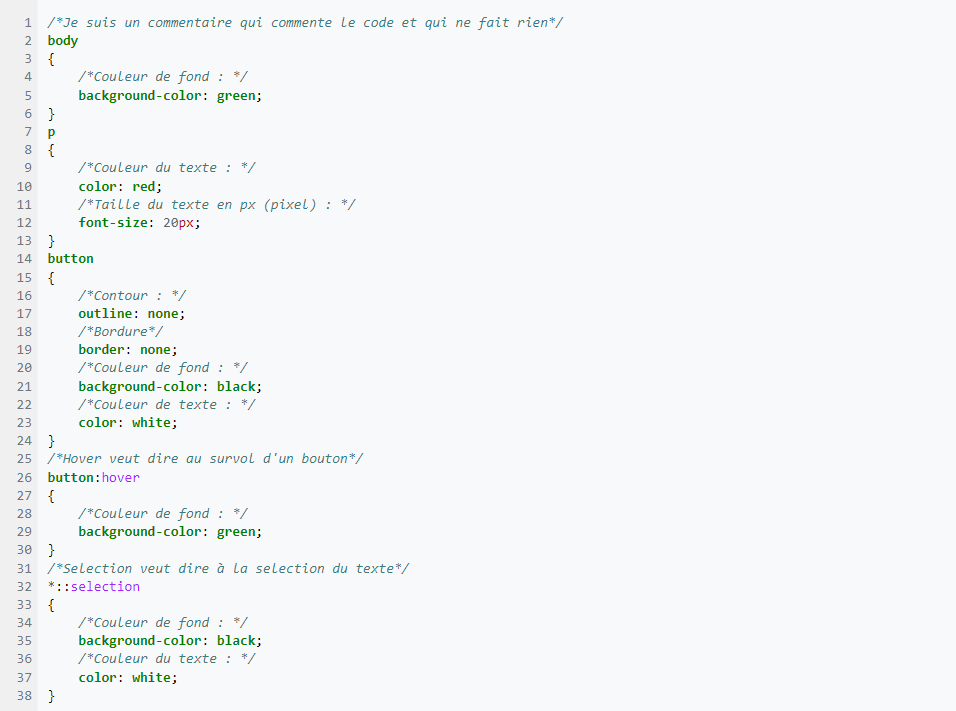 1 /*Je suis un commentaire qui commente le code et qui ne fait rien*/
2 body
3 {
4     /*Couleur de fond : */
5     background-color: green;
6 }
7 p
8 {
9     /*Couleur du texte : */
10     color: red;
11     /*Taille du texte en px (pixel) : */
12     font-size: 20px;
13 }
14 button
15 {
16     /*Contour : */
17     outline: none;
18     /*Bordure*/
19     border: none;
20     /*Couleur de fond : */
21     background-color: black;
22     /*Couleur de texte : */
23     color: white;
24 }
25 /*Hover veut dire au survol d'un bouton*/
26 button:hover
27 {
28     /*Couleur de fond : */
29     background-color: green;
30 }
31 /*Selection veut dire à la selection du texte*/
32 *::selection
33 {
34     /*Couleur de fond : */
35     background-color: black;
36     /*Couleur du texte : */
37     color: white;
38 }